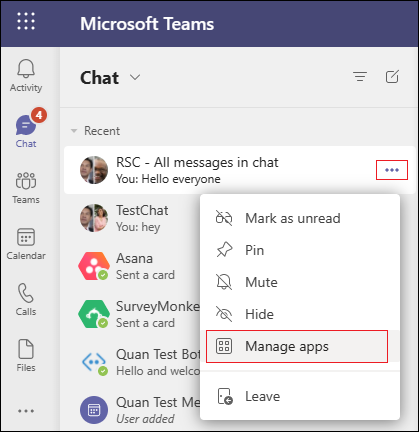 Microsoft Teams
Activity
4
Chat
Teams
Calendar
Calls
Files
Chat
Recent
RSC - All messages in chat
You: Hello everyone
TestChat
You: hey
Asana
Sent a card
SurveyMonke
Sent a card
Quan Test Bot
Hello and welco
Quan Test Me
User added
Mark as unread
Pin
Mute
Hide
Manage apps
Leave